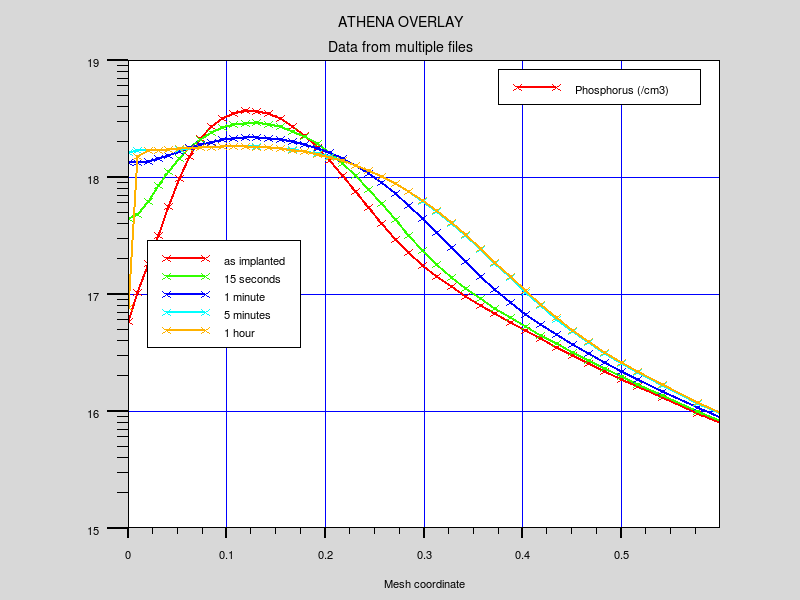 ATHENA OVERLAY
Data from multiple files
Phosphorus (/cm3)
19
18
17
16
15
as implanted
15 seconds
1 minute
5 minutes
1 hour
0
0.1
0.2
0.3
0.4
0.5
Mesh coordinate